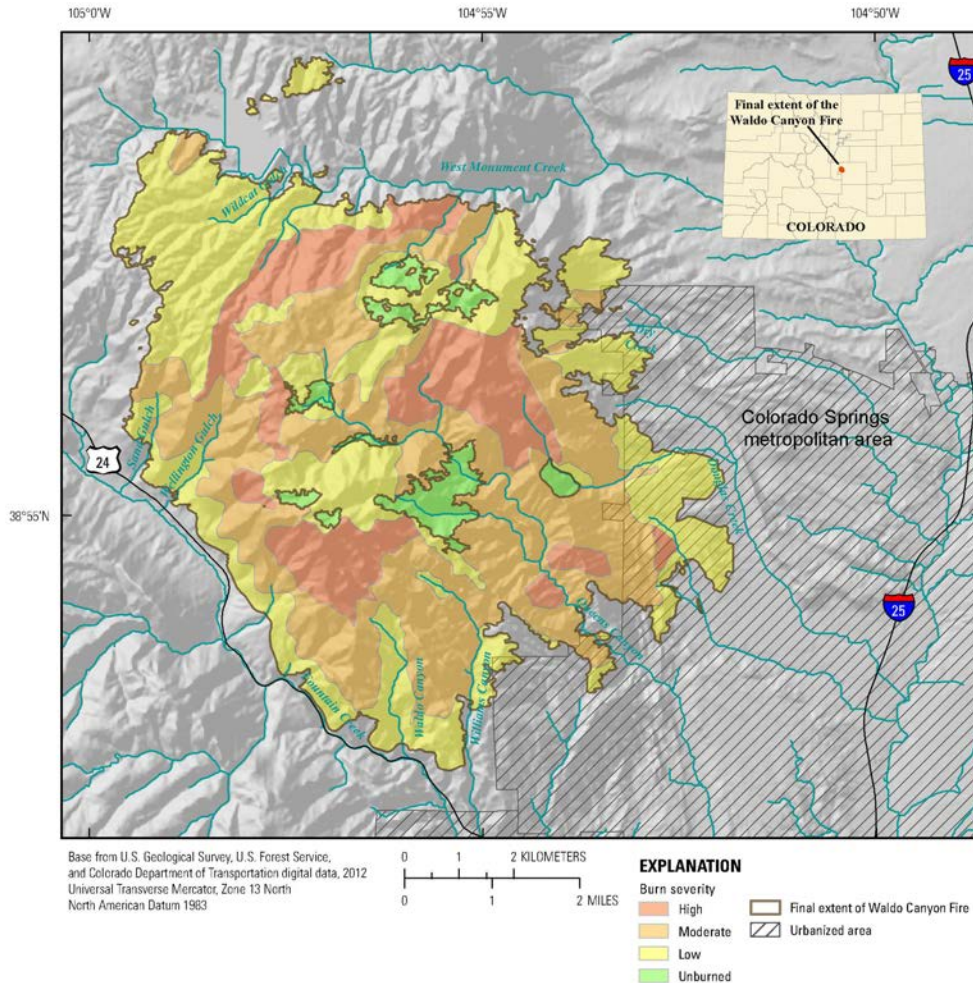 105°0'W
104°55'W
104°50'W
25
Final extent of the
Waldo Canyon Fire
COLORADO
West Monument Creek
Wildcat Gulch
Dry
Creek
Colorado Springs
metropolitan area
24
Sand Gulch
Wellington Gulch
Douglas Creek
38°55'N
25
Queens Canyon
Fountain Creek
Waldo Canyon
Williams Canyon
Base from U.S. Geological Survey, U.S. Forest Service,
and Colorado Department of Transportation digital data, 2012
Universal Transverse Mercator, Zone 13 North
North American Datum 1983
0 1 2 KILOMETERS
0 1 2 MILES
EXPLANATION
Burn severity
High
Moderate
Low
Unburned
Final extent of Waldo Canyon Fire
Urbanized area